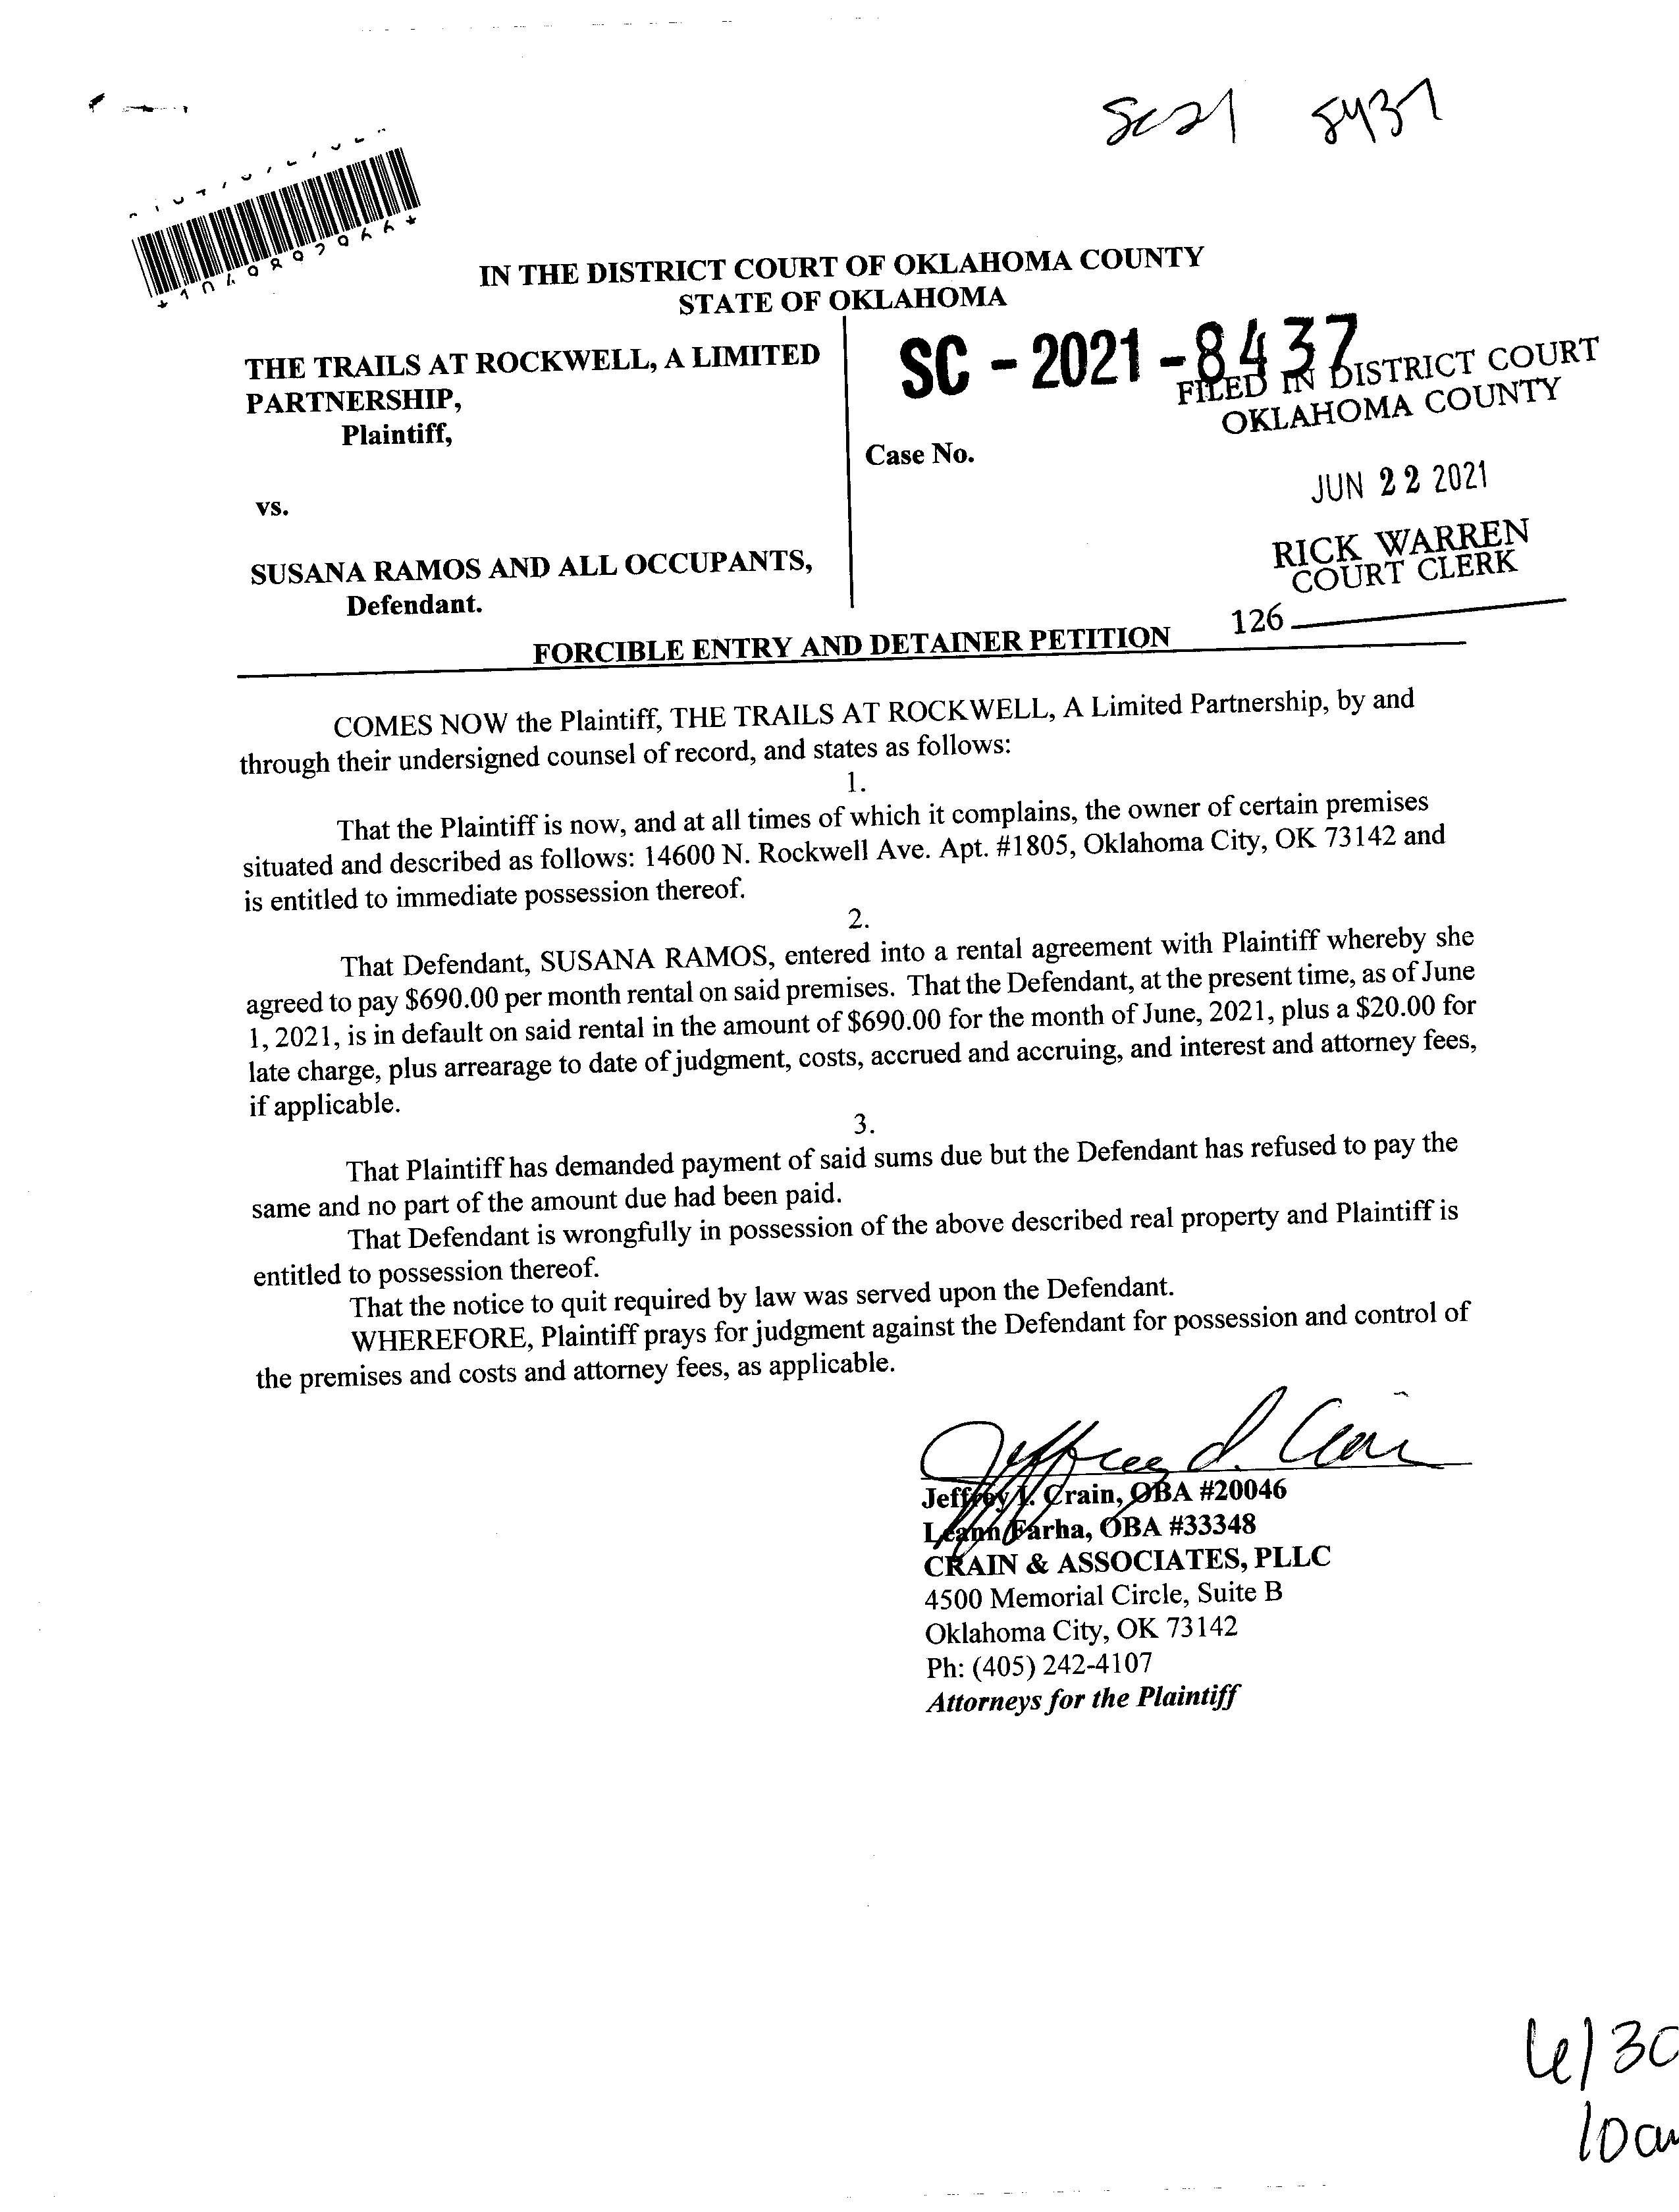 Sc21 8437
IN THE DISTRICT COURT OF OKLAHOMA COUNTY
STATE OF OKLAHOMA
THE TRAILS AT ROCKWELL, A LIMITED
PARTNERSHIP,
Plaintiff,
vs.
SUSANA RAMOS AND ALL OCCUPANTS,
Defendant.
SC - 2021 - 8437
FILED IN DISTRICT COURT
OKLAHOMA COUNTY
Case No.
JUN 22 2021
RICK WARREN
COURT CLERK
126
FORCIBLE ENTRY AND DETAINER PETITION
COMES NOW the Plaintiff, THE TRAILS AT ROCKWELL, A Limited Partnership, by and
through their undersigned counsel of record, and states as follows:
1.
That the Plaintiff is now, and at all times of which it complains, the owner of certain premises
situated and described as follows: 14600 N. Rockwell Ave. Apt. #1805, Oklahoma City, OK 73142 and
is entitled to immediate possession thereof.
2.
That Defendant, SUSANA RAMOS, entered into a rental agreement with Plaintiff whereby she
agreed to pay $690.00 per month rental on said premises. That the Defendant, at the present time, as of June
1, 2021, is in default on said rental in the amount of $690.00 for the month of June, 2021, plus a $20.00 for
late charge, plus arrearage to date of judgment, costs, accrued and accruing, and interest and attorney fees,
if applicable.
3.
That Plaintiff has demanded payment of said sums due but the Defendant has refused to pay the
same and no part of the amount due had been paid.
That Defendant is wrongfully in possession of the above described real property and Plaintiff is
entitled to possession thereof.
That the notice to quit required by law was served upon the Defendant.
WHEREFORE, Plaintiff prays for judgment against the Defendant for possession and control of
the premises and costs and attorney fees, as applicable.
Jeffrey I. Crain, OBA #20046
Leann Farha, OBA #33348
CRAIN & ASSOCIATES, PLLC
4500 Memorial Circle, Suite B
Oklahoma City, OK 73142
Ph: (405) 242-4107
Attorneys for the Plaintiff
6/30
10am